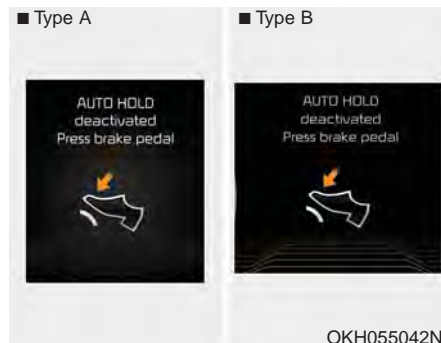 ■ Type A
AUTO HOLD
deactivated
Press brake pedal
■ Type B
AUTO HOLD
deactivated
Press brake pedal
OKH055042N